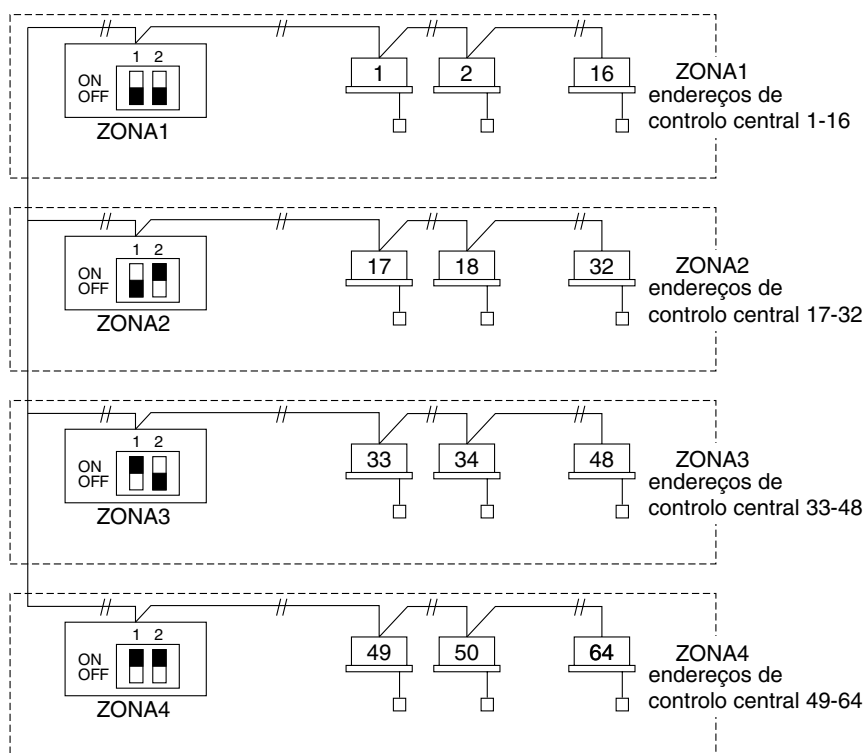 1 2
ON
OFF
ZONA1
1
2
16
ZONA1
endereços de
controlo central 1-16
1 2
ON
OFF
ZONA2
17
18
32
ZONA2
endereços de
controlo central 17-32
1 2
ON
OFF
ZONA3
33
34
48
ZONA3
endereços de
controlo central 33-48
1 2
ON
OFF
ZONA4
49
50
64
ZONA4
endereços de
controlo central 49-64